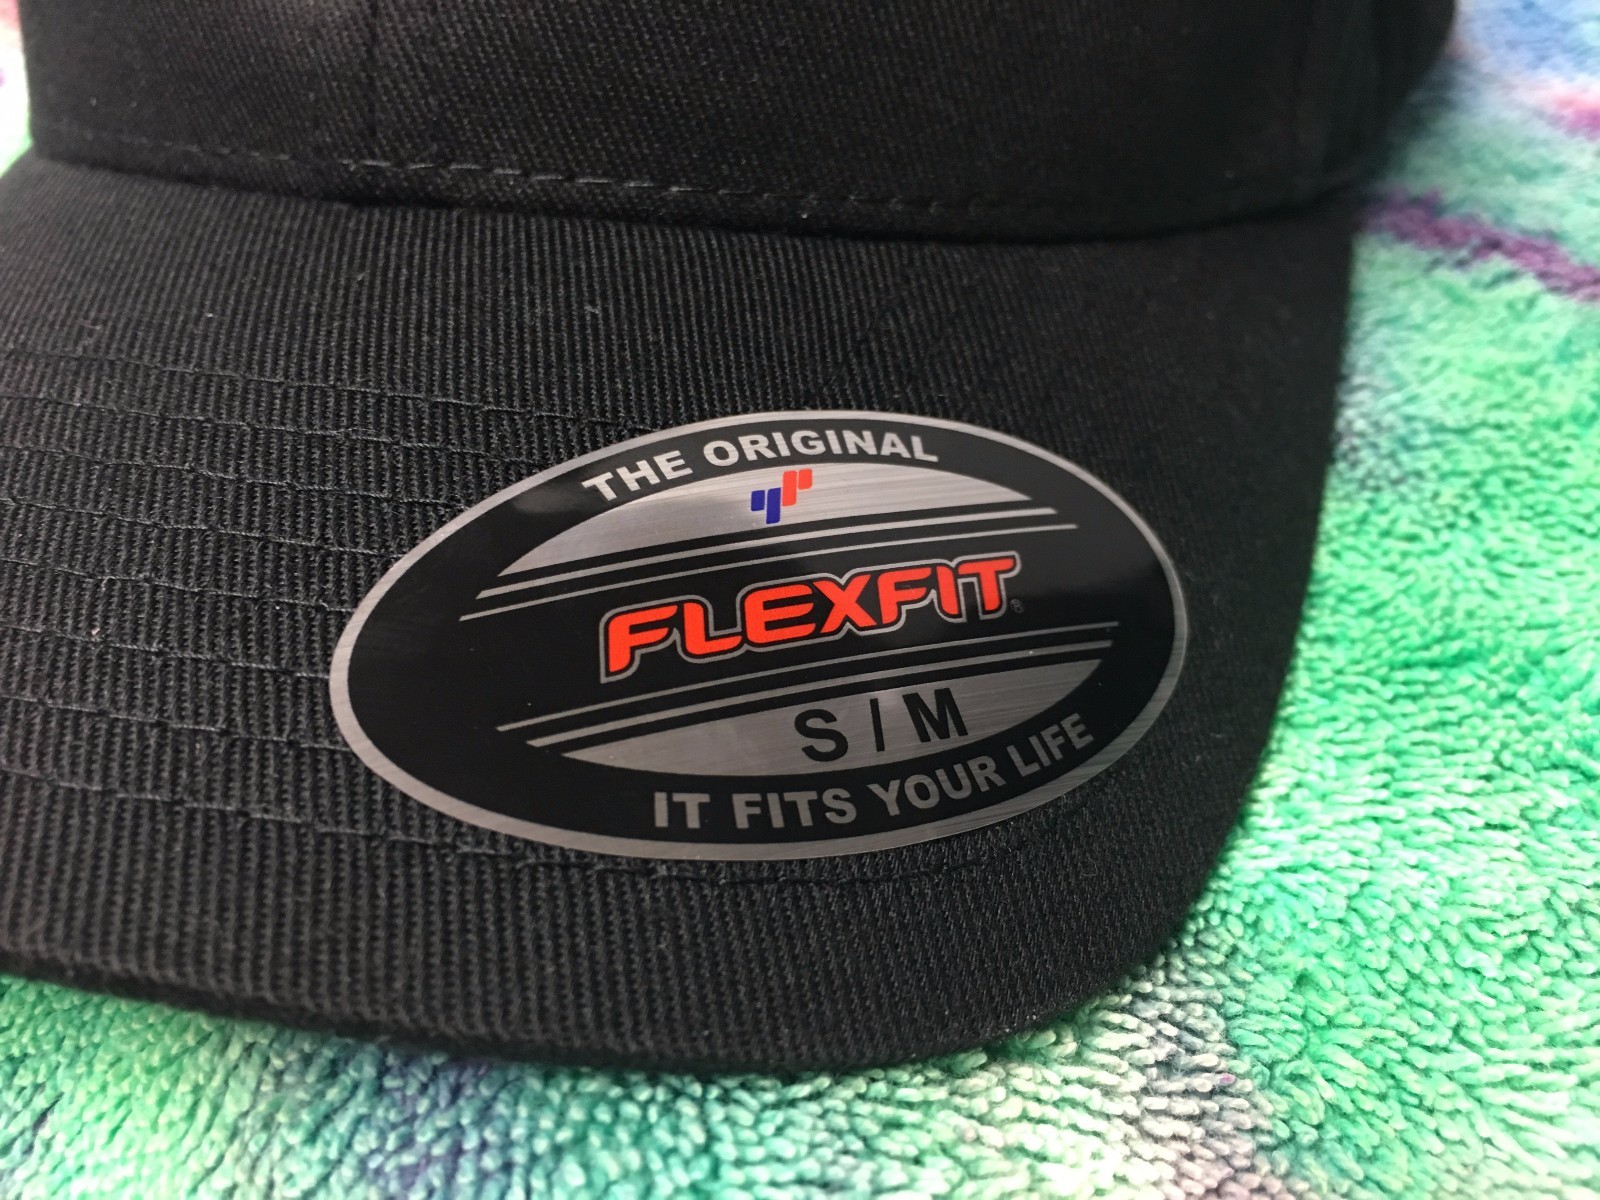 THE ORIGINAL
FLEXFIT®
S / M
IT FITS YOUR LIFE